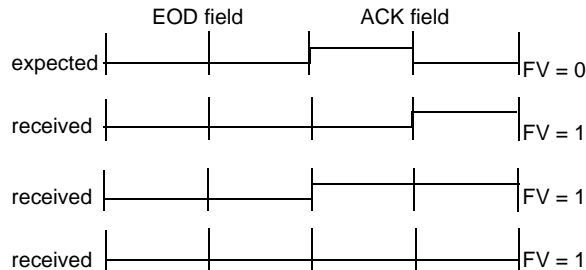 EOD field ACK field
expected FV = 0
received FV = 1
received FV = 1
received FV = 1